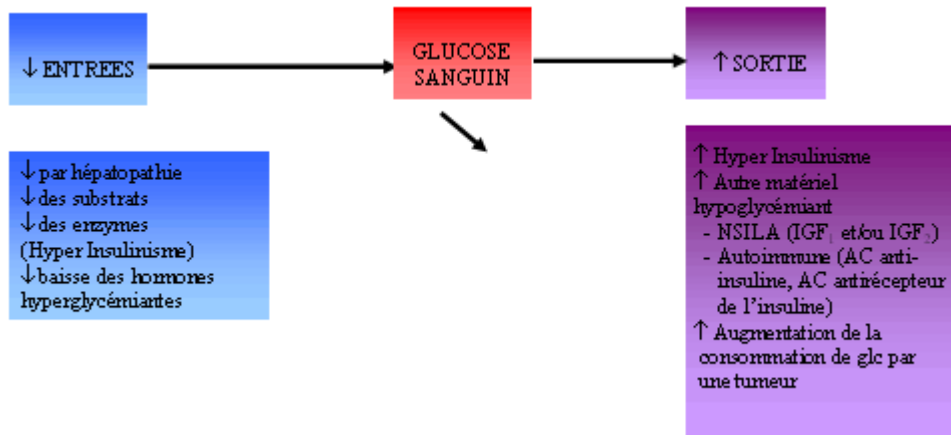 ↓ ENTREES
GLUCOSE
SANGUIN
↑ SORTIE
↓ par hépatopathie
↓ des substrats
↓ des enzymes
(Hyper Insulinisme)
↓ baisse des hormones
hyperglycémiantes
↑ Hyper Insulinisme
↑ Autre matériel
hypoglycémiant
- NSILA (IGF₁ et/ou IGF₂)
- Autoimmune (AC anti-
insuline, AC antirécepteur
de l'insuline)
↑ Augmentation de la
consommation de glc par
une tumeur